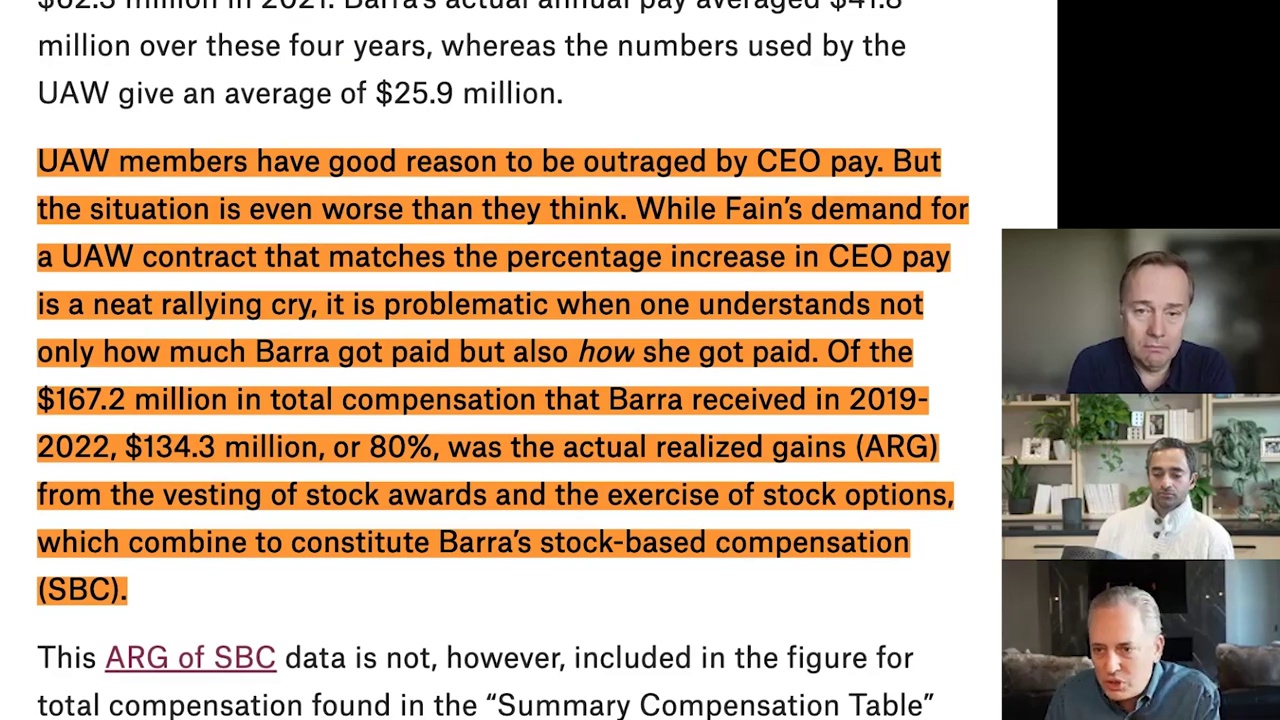 $62.3 million in 2021. Barra's actual annual pay averaged $41.8
million over these four years, whereas the numbers used by the
UAW give an average of $25.9 million.
UAW members have good reason to be outraged by CEO pay. But
the situation is even worse than they think. While Fain's demand for
a UAW contract that matches the percentage increase in CEO pay
is a neat rallying cry, it is problematic when one understands not
only how much Barra got paid but also how she got paid. Of the
$167.2 million in total compensation that Barra received in 2019-
2022, $134.3 million, or 80%, was the actual realized gains (ARG)
from the vesting of stock awards and the exercise of stock options,
which combine to constitute Barra's stock-based compensation
(SBC).
This ARG of SBC data is not, however, included in the figure for
total compensation found in the “Summary Compensation Table”